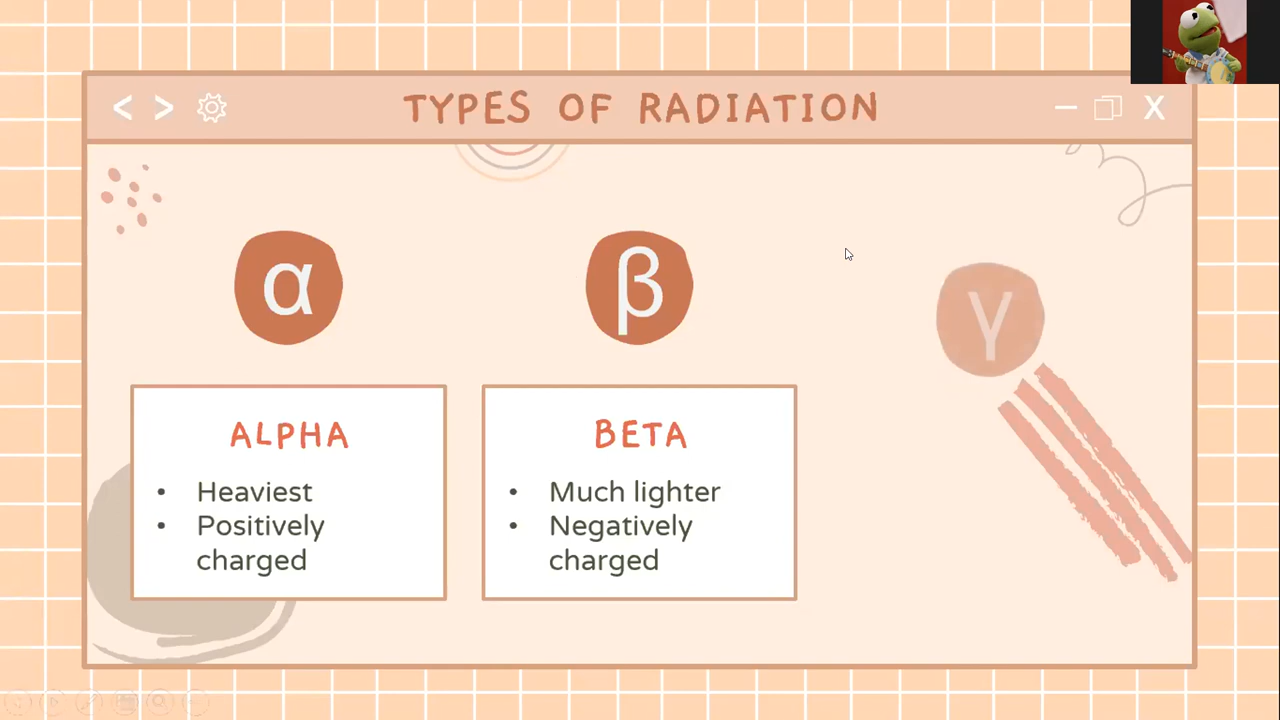 TYPES OF RADIATION
X
α
β
γ
ALPHA
• Heaviest
• Positively
charged
BETA
• Much lighter
• Negatively
charged